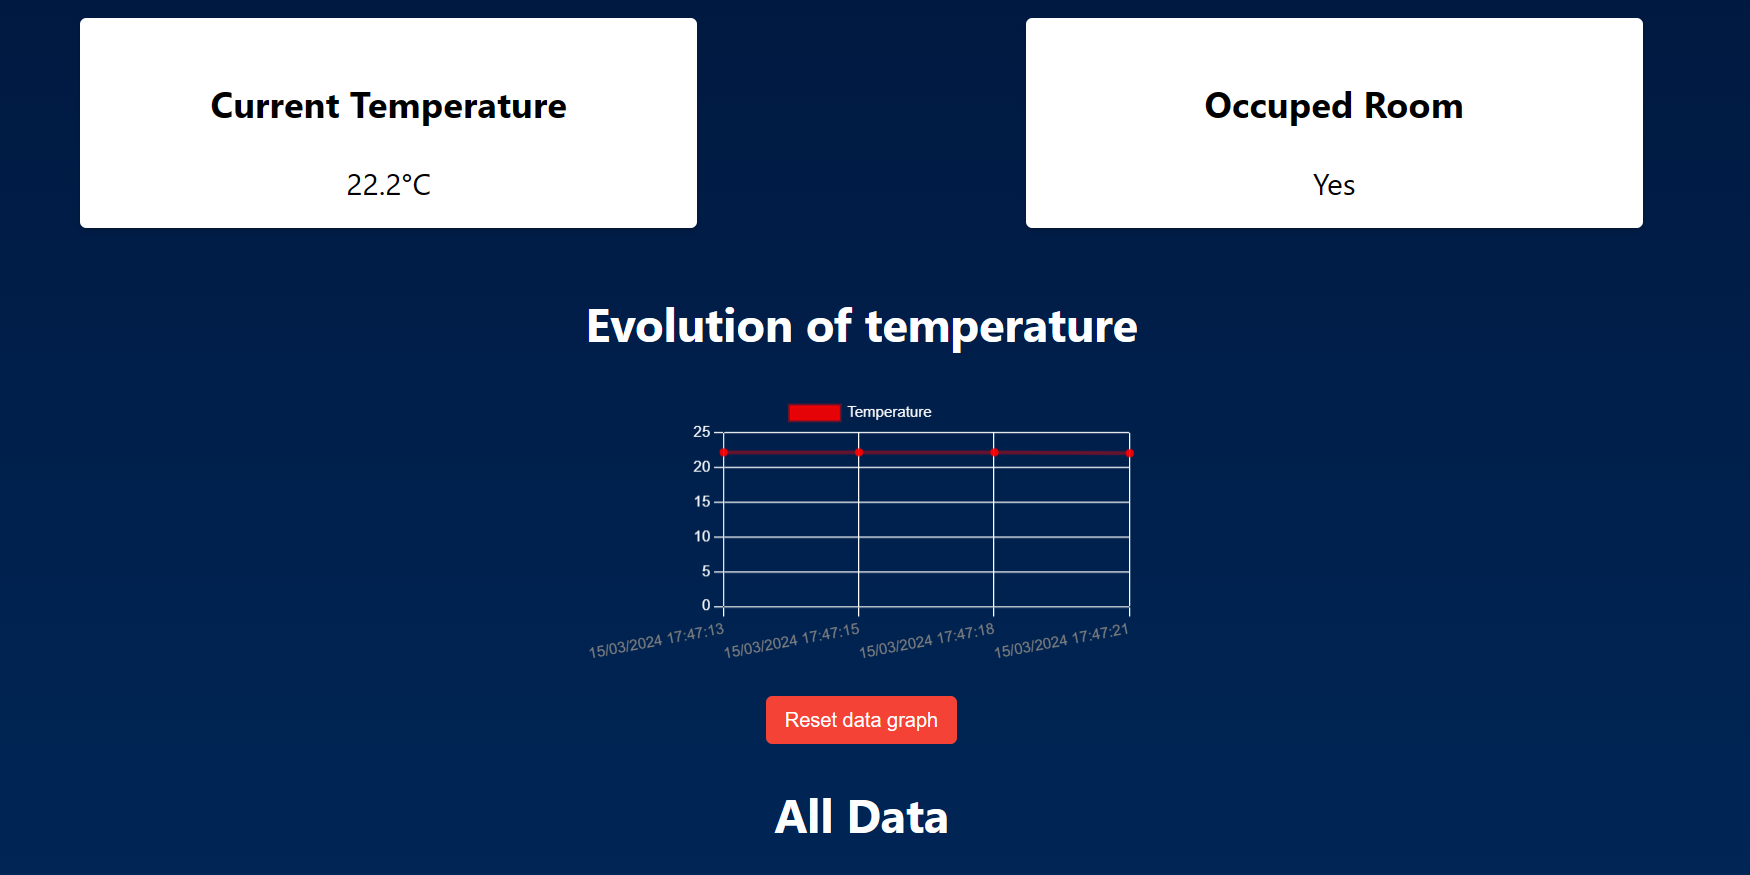 Current Temperature
22.2°C
Occuped Room
Yes
Evolution of temperature
Temperature
25
20
15
10
5
0
15/03/2024 17:47:13
15/03/2024 17:47:15
15/03/2024 17:47:18
15/03/2024 17:47:21
Reset data graph
All Data